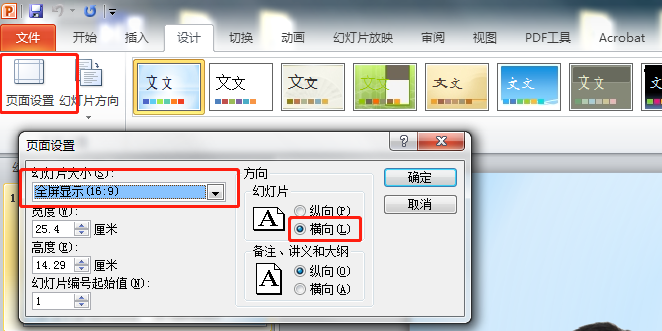 文件 开始 插入 设计 切换 动画 幻灯片放映 审阅 视图 PDF工具 Acrobat
页面设置 幻灯片方向
文文 文文 文文 文文 文文 文文 文文 文
页面设置
幻灯片大小(S):
全屏显示(16:9)
宽度(W):
25.4 厘米
高度(E):
14.29 厘米
幻灯片编号起始值(N):
1
方向
幻灯片
A
纵向(P)
横向(L)
备注、讲义和大纲
A
纵向(O)
横向(A)
确定
取消
1